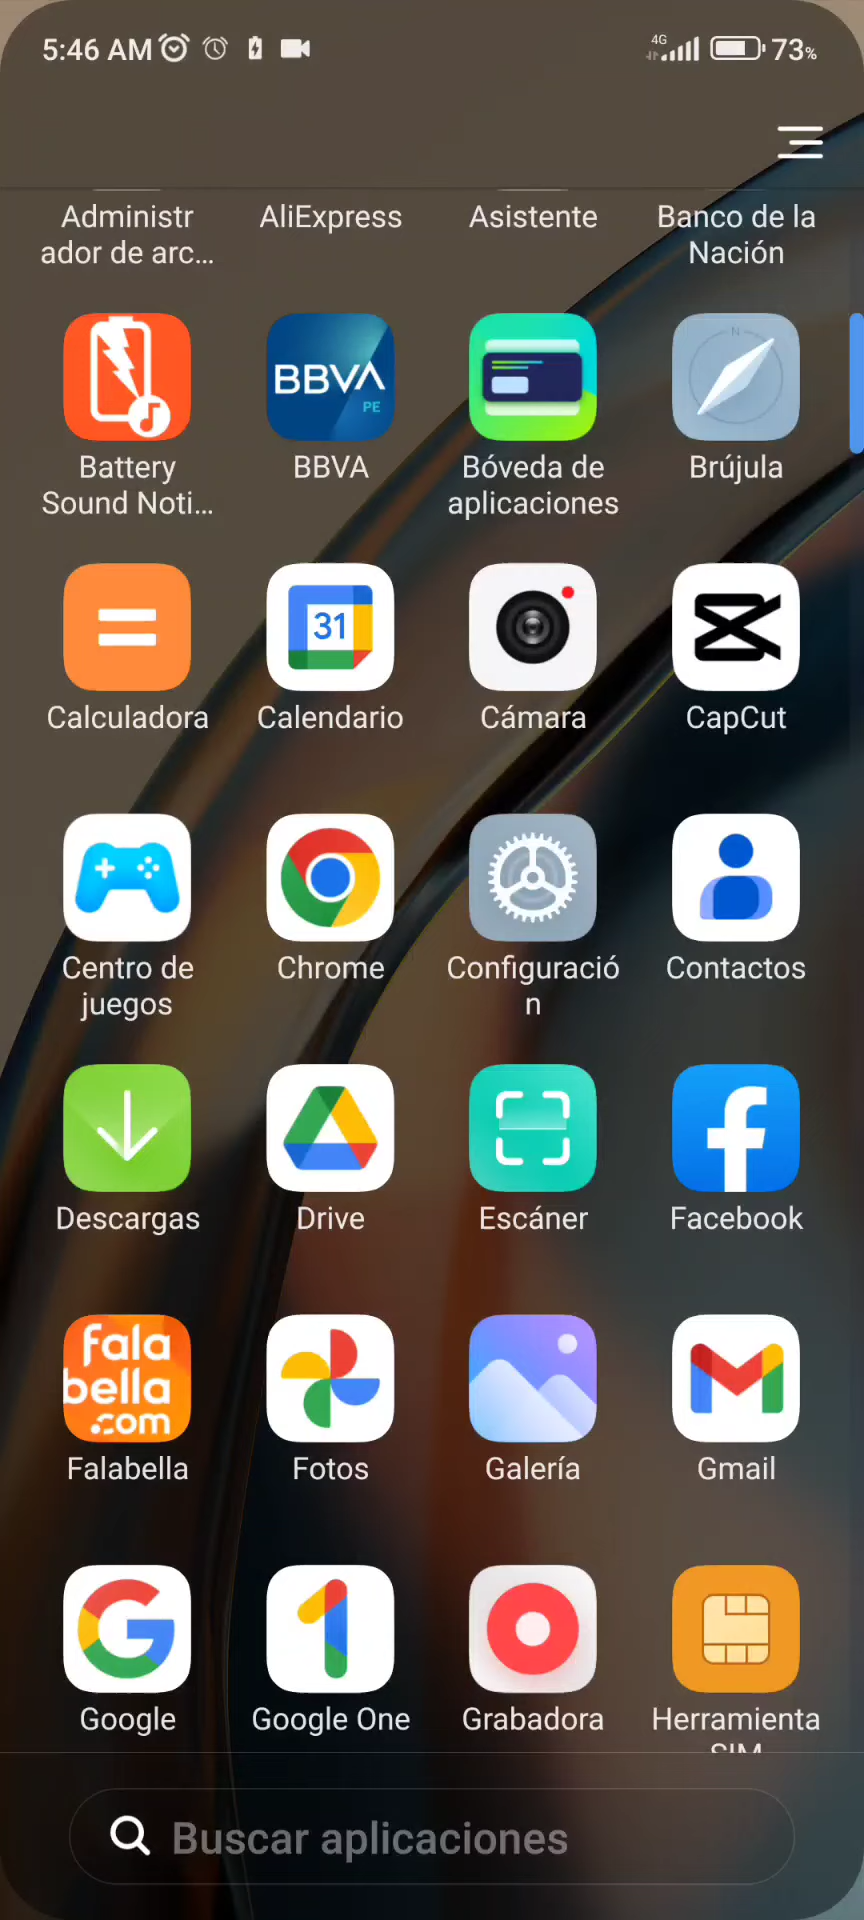 5:46 AM 4G 73%
Administr AliExpress Asistente Banco de la
ador de arc... Nación
BBVA
PE
N
Battery BBVA Bóveda de Brújula
Sound Noti... aplicaciones
31
Calculadora Calendario Cámara CapCut
Centro de Chrome Configuració Contactos
juegos n
Descargas Drive Escáner Facebook
fala
bella
.com
Falabella Fotos Galería Gmail
Google Google One Grabadora Herramienta
SIM
Buscar aplicaciones